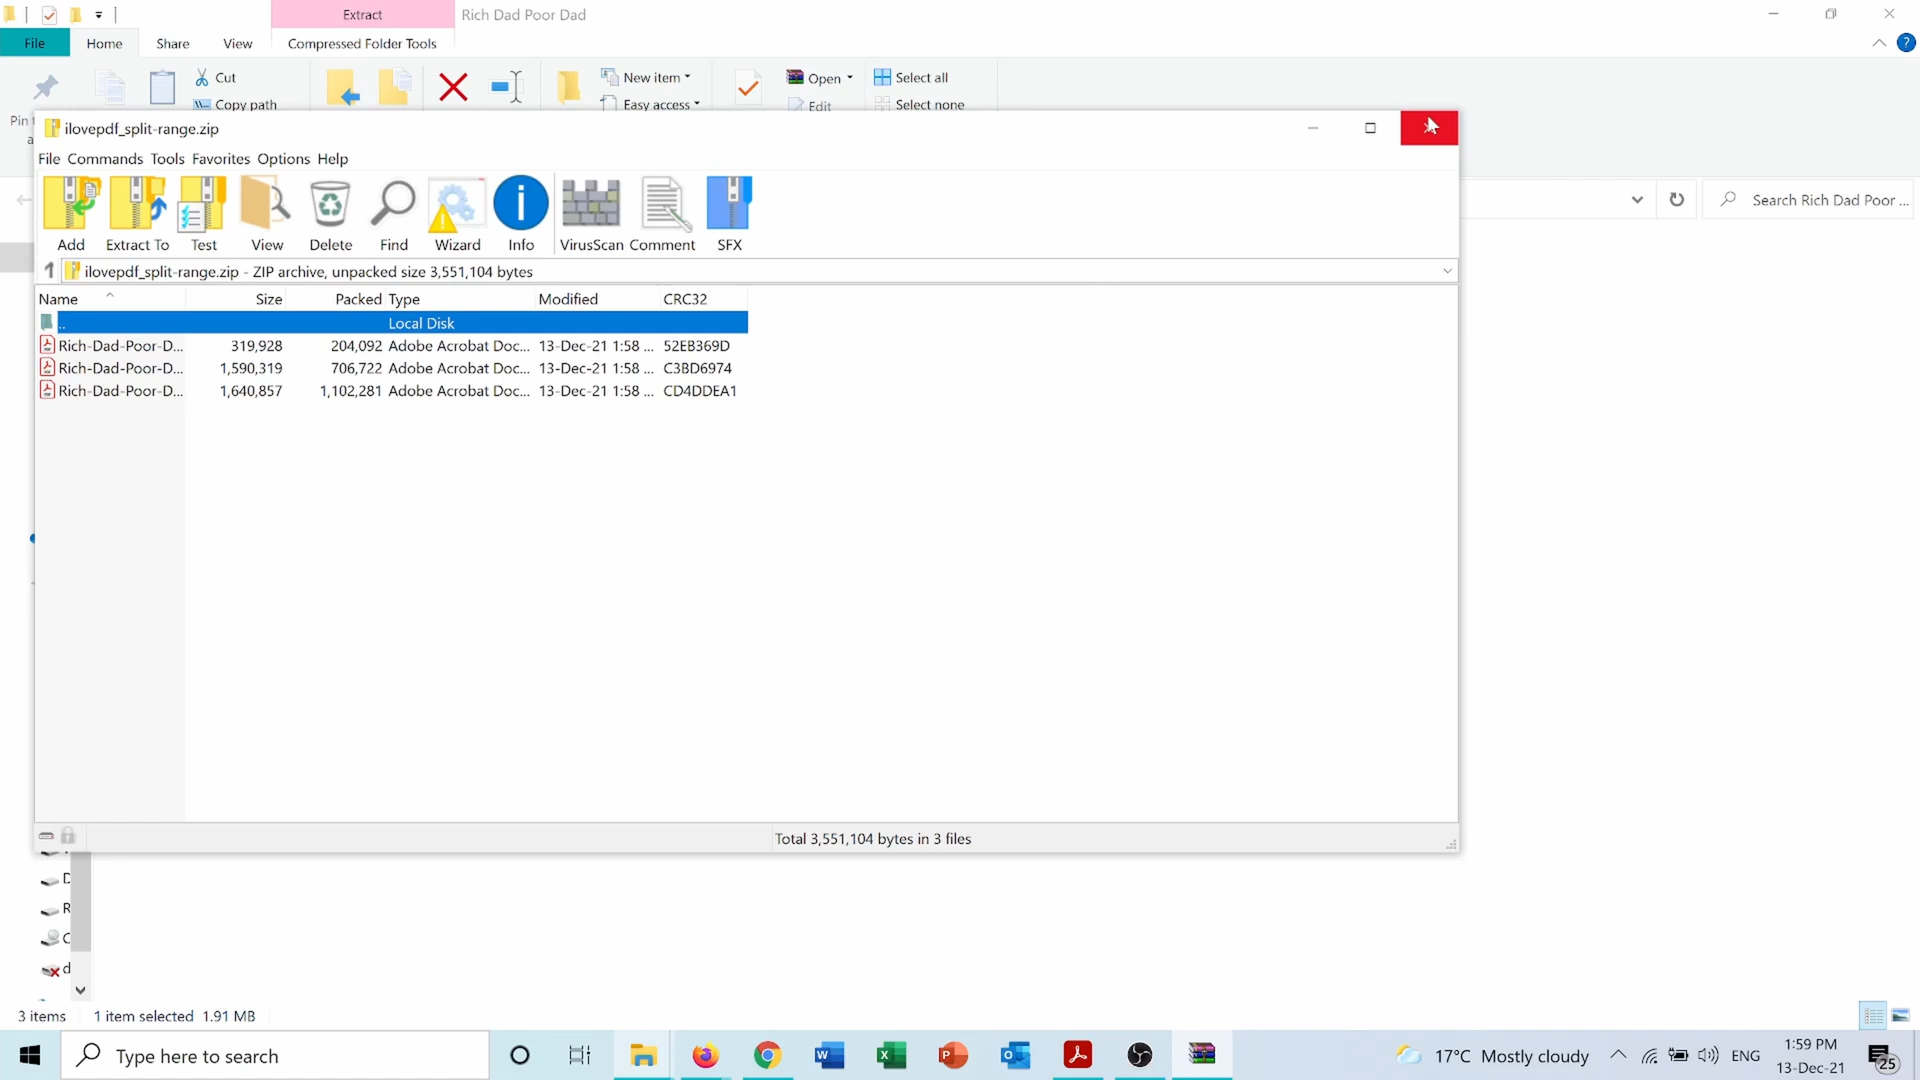 Extract
Rich Dad Poor Dad
File
Home
Share
View
Compressed Folder Tools
Cut
Copy path
New item
Easy access
Open
Edit
Select all
Select none
Pin t
ilovepdf_split-range.zip
File Commands Tools Favorites Options Help
Add
Extract To
Test
View
Delete
Find
Wizard
Info
VirusScan
Comment
SFX
Search Rich Dad Poor ...
ilovepdf_split-range.zip - ZIP archive, unpacked size 3,551,104 bytes
Name Size Packed Type Modified CRC32
.. Local Disk
Rich-Dad-Poor-D... 319,928 204,092 Adobe Acrobat Doc... 13-Dec-21 1:58 ... 52EB369D
Rich-Dad-Poor-D... 1,590,319 706,722 Adobe Acrobat Doc... 13-Dec-21 1:58 ... C3BD6974
Rich-Dad-Poor-D... 1,640,857 1,102,281 Adobe Acrobat Doc... 13-Dec-21 1:58 ... CD4DDEA1
Total 3,551,104 bytes in 3 files
R
d
3 items 1 item selected 1.91 MB
Type here to search
17°C Mostly cloudy
ENG
1:59 PM
13-Dec-21
25